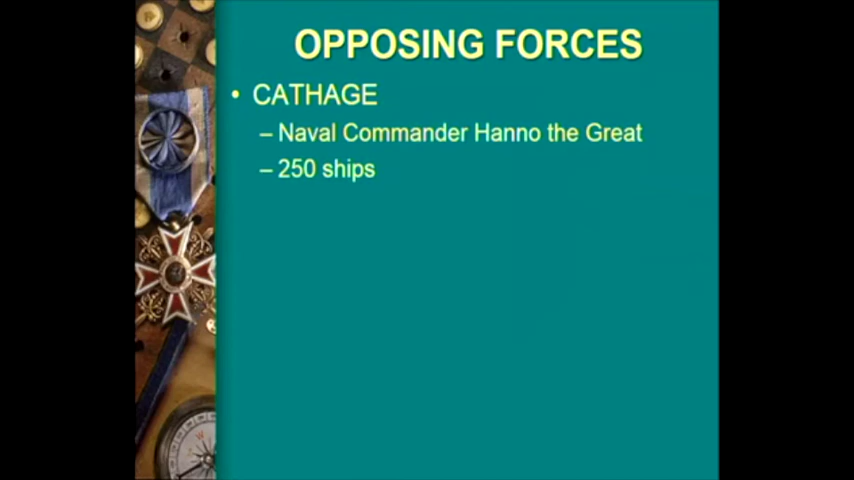 OPPOSING FORCES
• CATHAGE
– Naval Commander Hanno the Great
– 250 ships